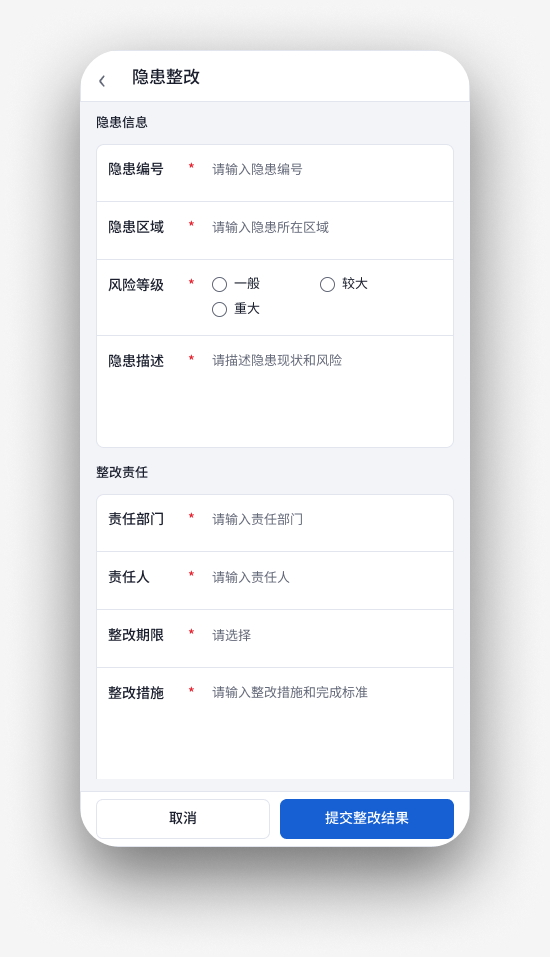 隐患整改
隐患信息
隐患编号 * 请输入隐患编号
隐患区域 * 请输入隐患所在区域
风险等级 * 一般 较大
重大
隐患描述 * 请描述隐患现状和风险
整改责任
责任部门 * 请输入责任部门
责任人 * 请输入责任人
整改期限 * 请选择
整改措施 * 请输入整改措施和完成标准
取消 提交整改结果